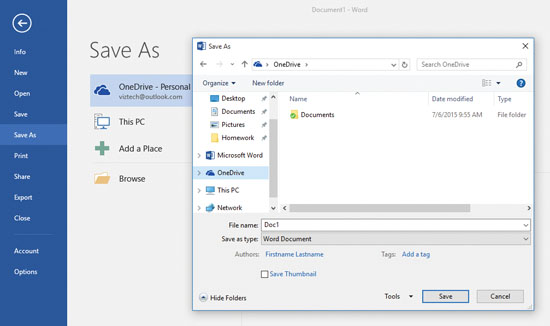 Document1 - Word
Info
New
Open
Save
Save As
Print
Share
Export
Close
Account
Options
Save As
OneDrive - Personal
viztech@outlook.com
This PC
Add a Place
Browse
Save As
OneDrive
Search OneDrive
Organize
New folder
Desktop
Documents
Pictures
Homework
Microsoft Word
OneDrive
This PC
Network
Name Date modified Type
Documents 7/6/2015 9:55 AM File folder
File name: Doc1
Save as type: Word Document
Authors: Firstname Lastname Tags: Add a tag
Save Thumbnail
Hide Folders Tools Save Cancel